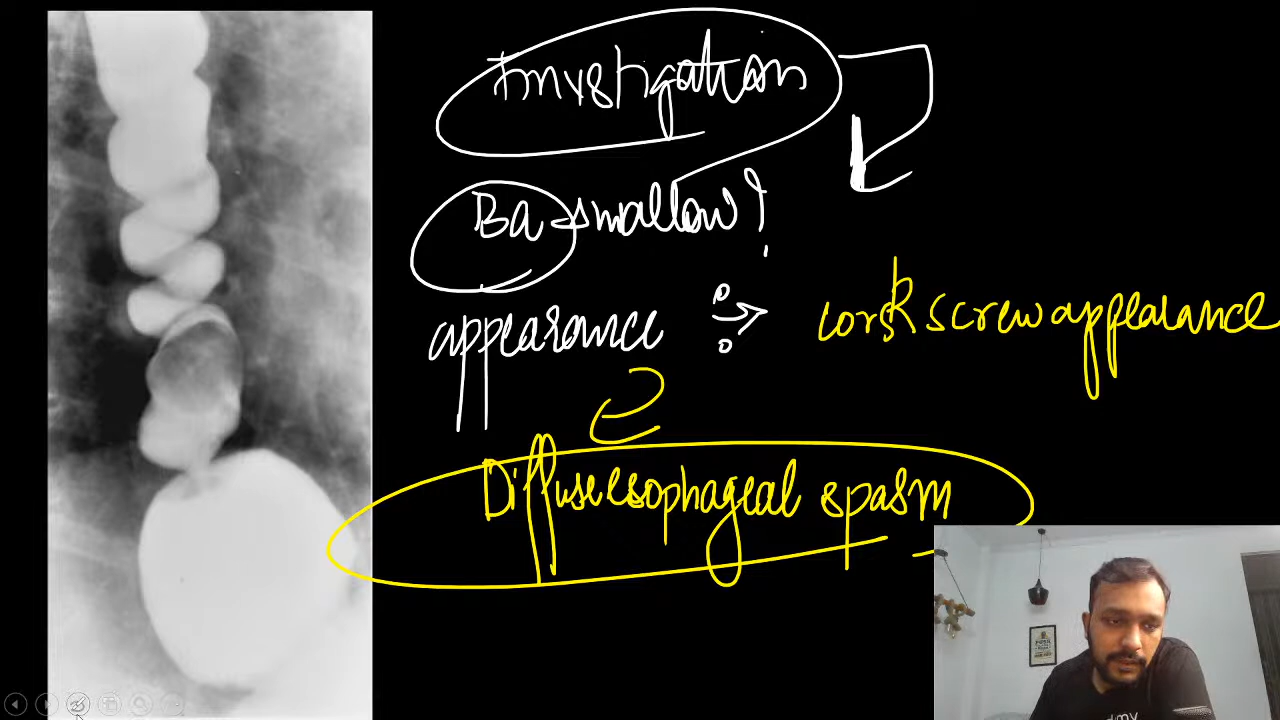 Investigation
Ba swallow?
appearance → corkscrew appearance
Diffuse esophageal spasm